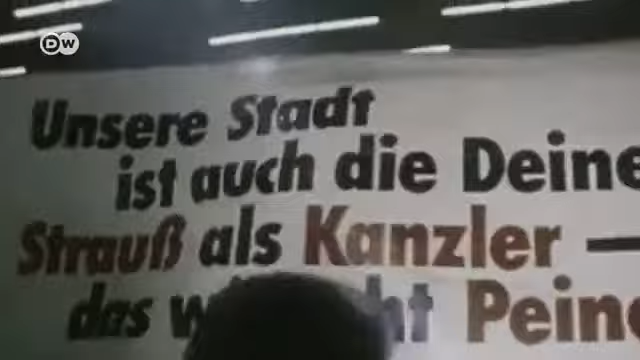 DW
Unsere Stadt
ist auch die Deine
Strauß als Kanzler —
das